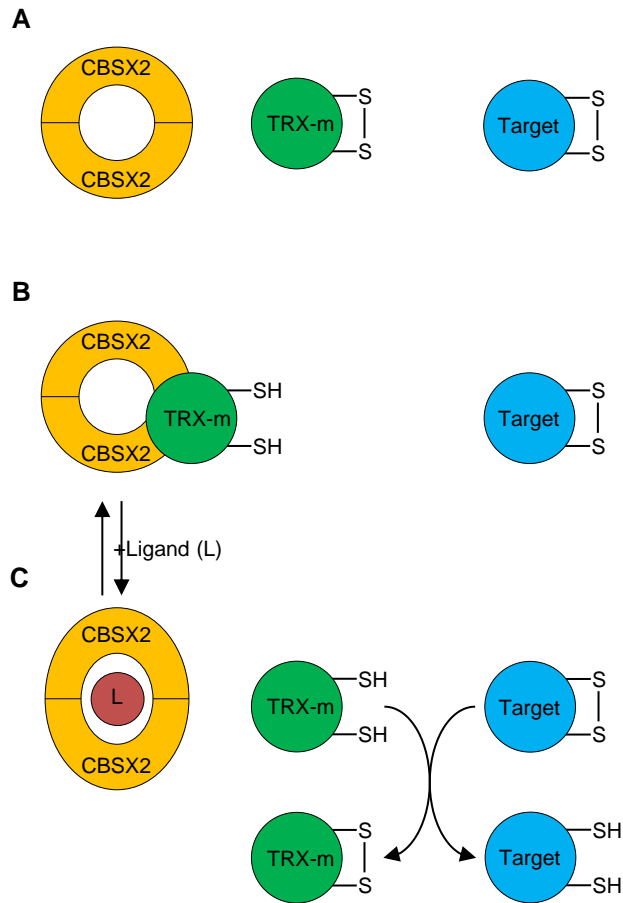 A
CBSX2
CBSX2
TRX-m
S
S
Target
S
S
B
CBSX2
CBSX2
TRX-m
SH
SH
Target
S
S
+Ligand (L)
C
CBSX2
L
CBSX2
TRX-m
SH
SH
Target
S
S
TRX-m
S
S
Target
SH
SH